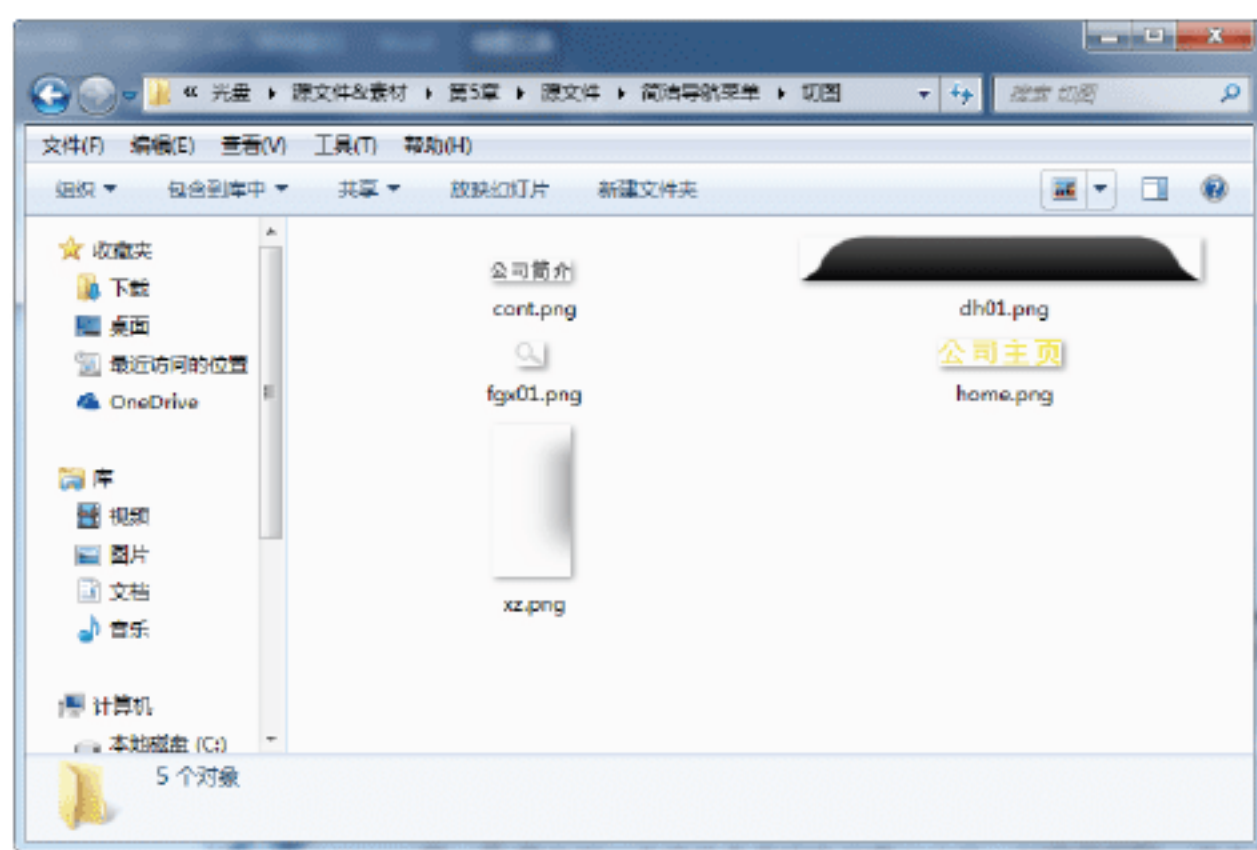 « 光盘 ▸ 源文件&素材 ▸ 第5章 ▸ 源文件 ▸ 简洁导航菜单 ▸ 切图
搜索 切图
文件(F) 编辑(E) 查看(V) 工具(T) 帮助(H)
组织 包含到库中 共享 放映幻灯片 新建文件夹
收藏夹
下载
桌面
最近访问的位置
OneDrive
库
视频
图片
文档
音乐
计算机
本地磁盘 (C:)
公司简介
cont.png
dh01.png
fgx01.png
公司主页
home.png
xz.png
5 个对象